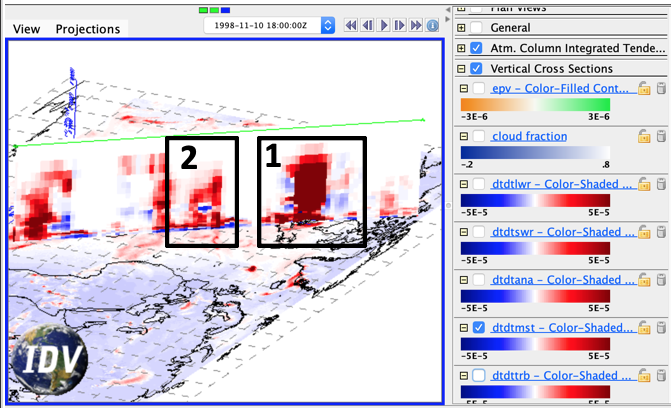 View Projections
1998-11-10 18:00:00Z
2
1
IDV
Plan Views
General
Atm. Column Integrated Tende...
Vertical Cross Sections
epv – Color-Filled Cont...
-3E-6 3E-6
cloud fraction
-.2 .8
dtdtlwr – Color-Shaded ...
-5E-5 5E-5
dtdtswr – Color-Shaded ...
-5E-5 5E-5
dtdtana – Color-Shaded ...
-5E-5 5E-5
dtdtmst – Color-Shaded...
-5E-5 5E-5
dtdttrb – Color-Shaded ...
-5E-5 5E-5